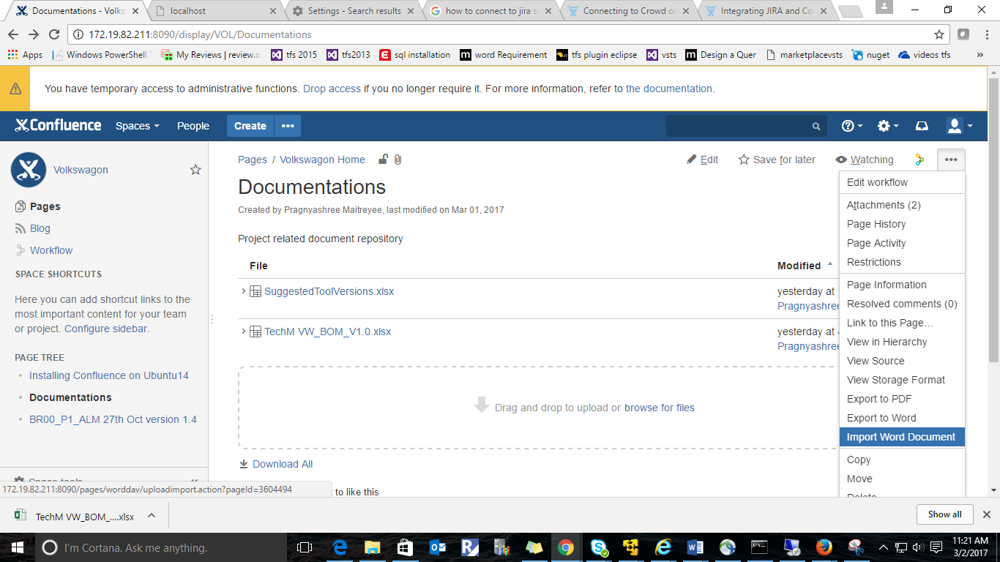 Documentations - Volks
localhost
Settings - Search results
how to connect to jira se
Connecting to Crowd or
Integrating JIRA and Co
172.19.82.211:8090/display/VOL/Documentations
Apps
Windows PowerShell
My Reviews | review.o
tfs 2015
tfs2013
sql installation
word Requirement
tfs plugin eclipse
vsts
Design a Quer
marketplacevsts
nuget
videos tfs
»
You have temporary access to administrative functions. Drop access if you no longer require it. For more information, refer to the documentation.
Confluence
Spaces
People
Create
•••
Volkswagon
Pages
Blog
Workflow
SPACE SHORTCUTS
Here you can add shortcut links to the
most important content for your team
or project. Configure sidebar.
PAGE TREE
• Installing Confluence on Ubuntu14
• Documentations
• BR00_P1_ALM 27th Oct version 1.4
Space tools
Pages / Volkswagon Home
Edit
Save for later
Watching
•••
Documentations
Created by Pragnyashree Maitreyee, last modified on Mar 01, 2017
Project related document repository
File
Modified
SuggestedToolVersions.xlsx
yesterday at
Pragnyashree
TechM VW_BOM_V1.0.xlsx
yesterday at
Pragnyashree
Drag and drop to upload or browse for files
Download All
to like this
Edit workflow
Attachments (2)
Page History
Page Activity
Restrictions
Page Information
Resolved comments (0)
Link to this Page…
View in Hierarchy
View Source
View Storage Format
Export to PDF
Export to Word
Import Word Document
Copy
Move
Delete
172.19.82.211:8090/pages/worddav/uploadimport.action?pageId=3604494
TechM VW_BOM_....xlsx
Show all
I'm Cortana. Ask me anything.
11:21 AM
3/2/2017